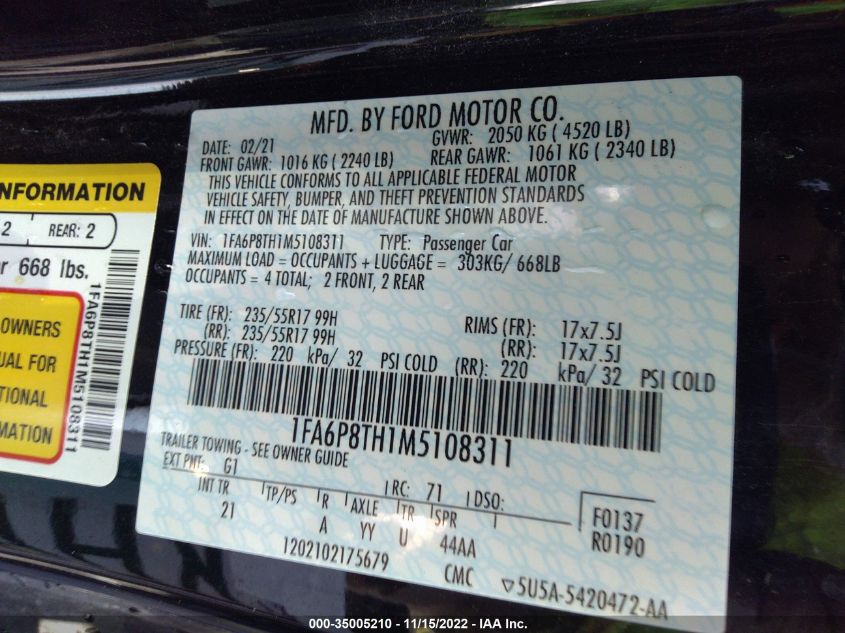 MFD. BY FORD MOTOR CO.
DATE: 02/21 GVWR: 2050 KG ( 4520 LB)
FRONT GAWR: 1016 KG ( 2240 LB) REAR GAWR: 1061 KG ( 2340 LB)
THIS VEHICLE CONFORMS TO ALL APPLICABLE FEDERAL MOTOR
VEHICLE SAFETY, BUMPER, AND THEFT PREVENTION STANDARDS
IN EFFECT ON THE DATE OF MANUFACTURE SHOWN ABOVE.
VIN: 1FA6P8TH1M5108311 TYPE: Passenger Car
MAXIMUM LOAD = OCCUPANTS + LUGGAGE = 303KG/ 668LB
OCCUPANTS = 4 TOTAL; 2 FRONT, 2 REAR
TIRE (FR): 235/55R17 99H RIMS (FR): 17x7.5J
(RR): 235/55R17 99H (RR): 17x7.5J
PRESSURE (FR): 220 kPa/ 32 PSI COLD (RR): 220 kPa/ 32 PSI COLD
1FA6P8TH1M5108311
TRAILER TOWING - SEE OWNER GUIDE
EXT PNT: G1 RC: 71 DSO:
INT TR TP/PS R AXLE TR SPR
21 A YY U 44AA
F0137
R0190
1202102175679 CMC ▽5U5A-5420472-AA
INFORMATION
2 REAR: 2
668 lbs.
OWNERS
FOR
1FA6P8TH1M5108311
000-35005210 - 11/15/2022 - IAA Inc.